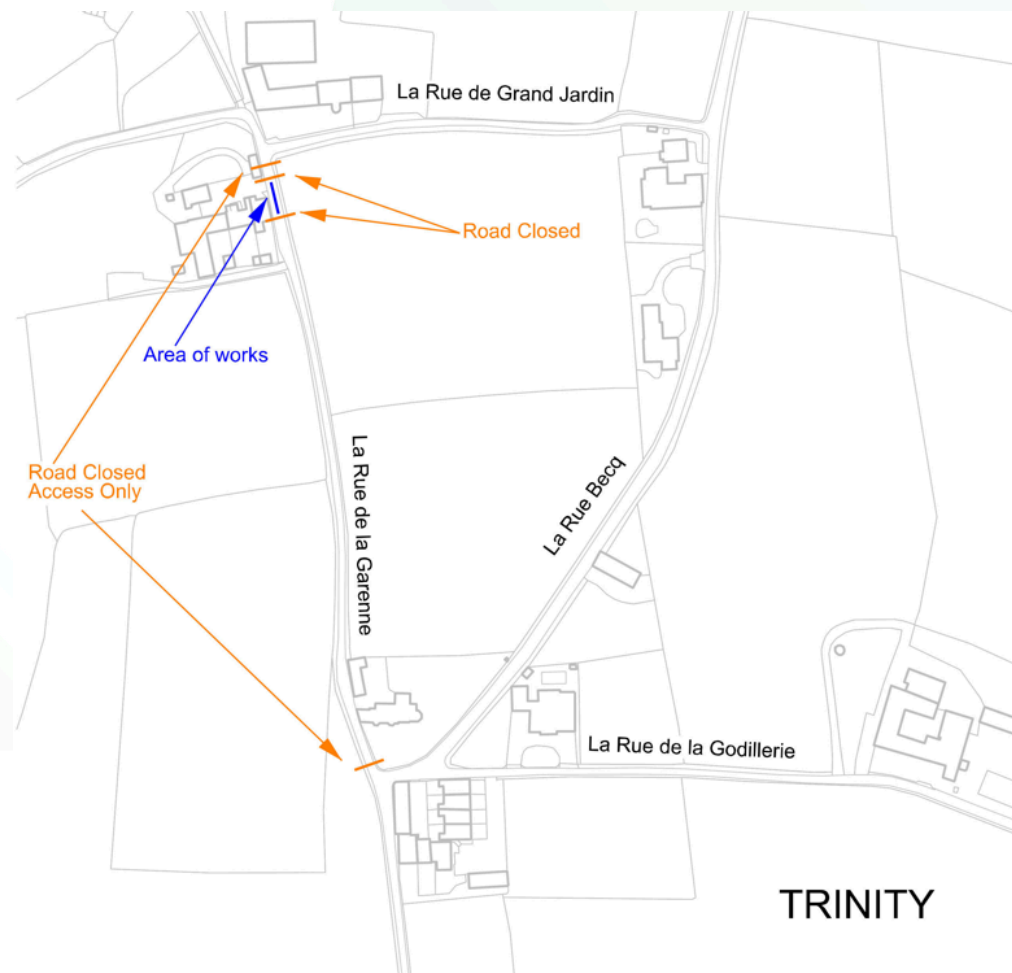 La Rue de Grand Jardin
Road Closed
Area of works
Road Closed
Access Only
La Rue de la Garenne
La Rue Becq
La Rue de la Godillerie
TRINITY